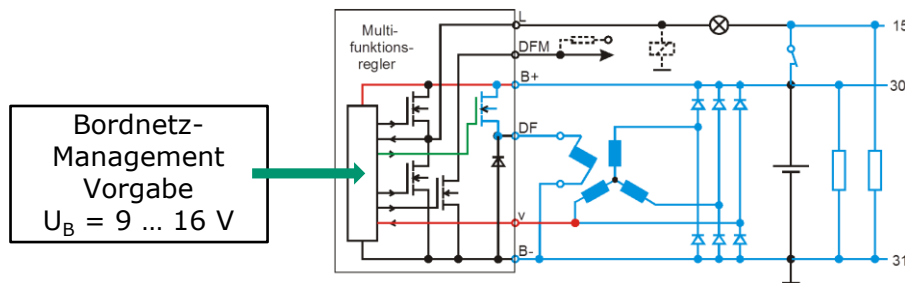 L
15
Multi-
funktions-
regler
DFM
B+
30
DF
Bordnetz-
Management
Vorgabe
U_B = 9 … 16 V
v
B-
31